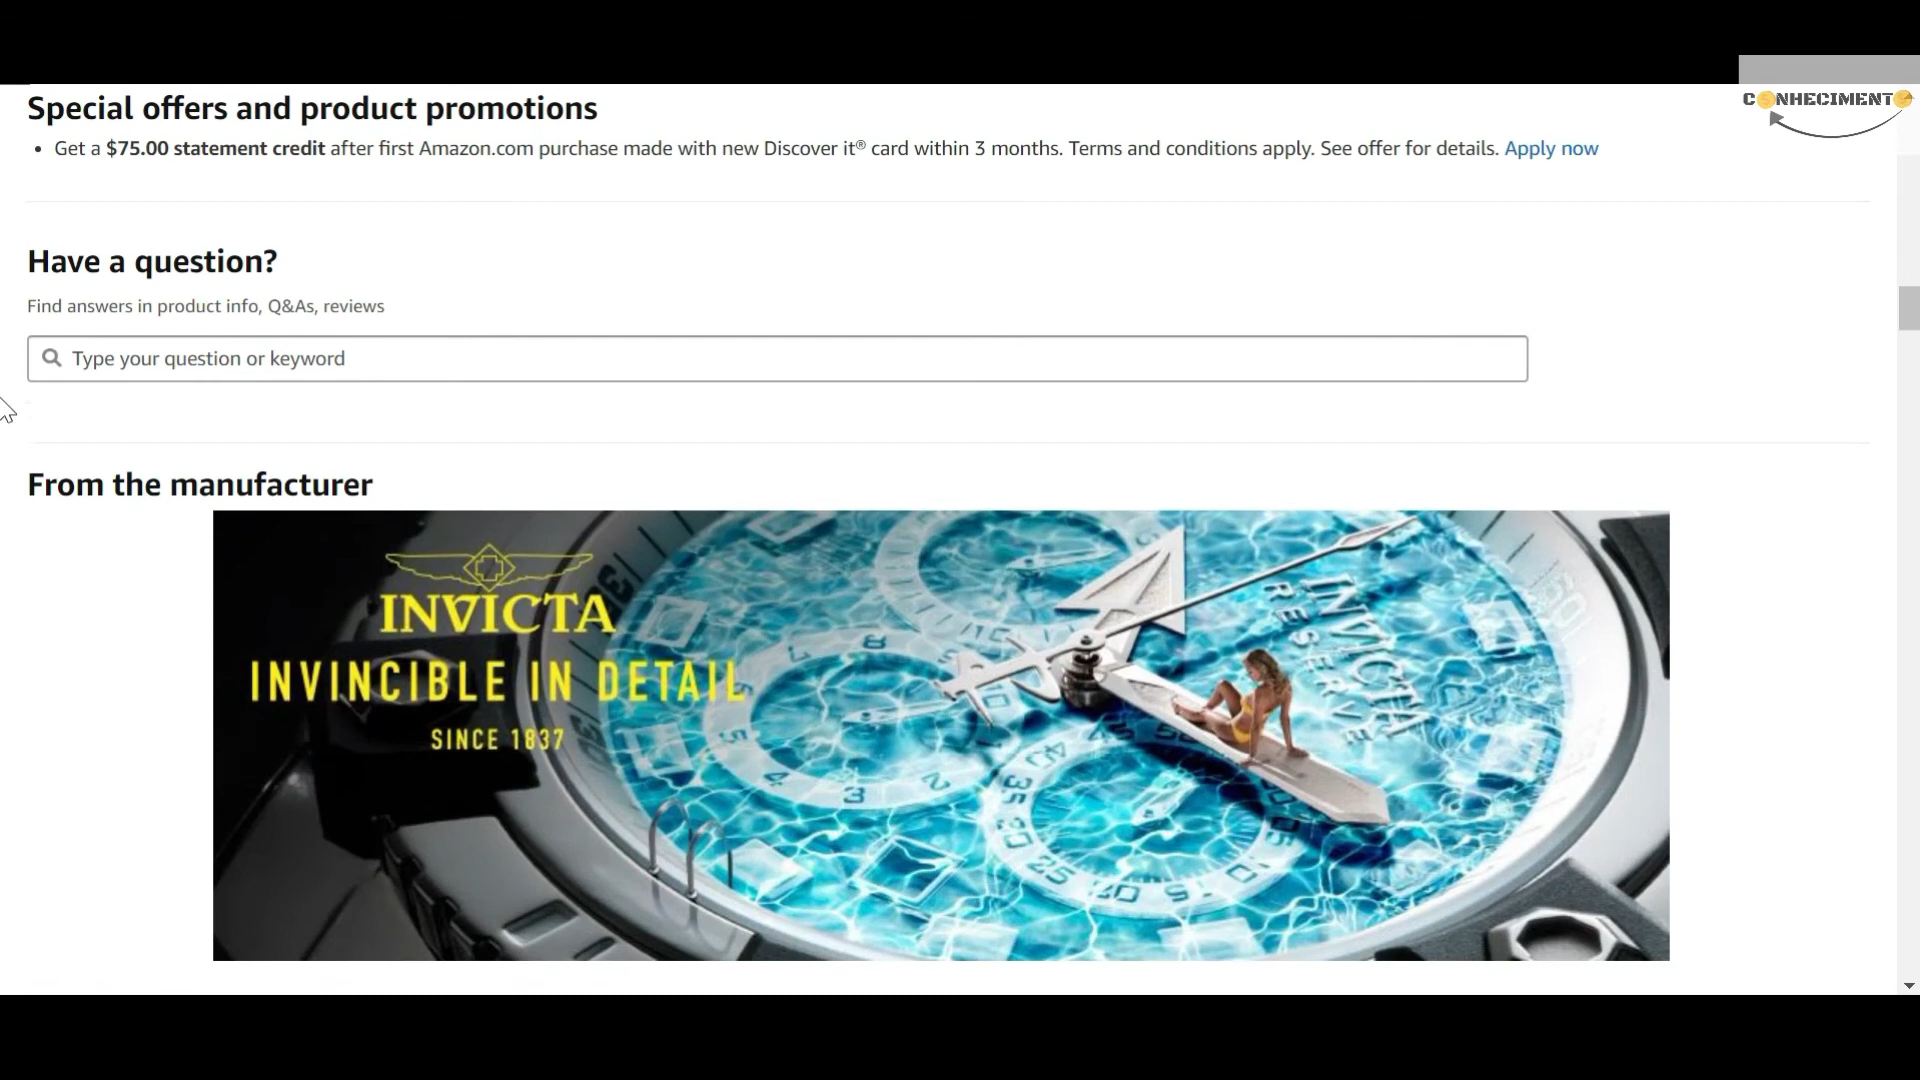 CONHECIMENTO
Special offers and product promotions
• Get a $75.00 statement credit after first Amazon.com purchase made with new Discover it® card within 3 months. Terms and conditions apply. See offer for details. Apply now
Have a question?
Find answers in product info, Q&As, reviews
Type your question or keyword
From the manufacturer
INVICTA
INVINCIBLE IN DETAIL
SINCE 1837
INVICTA
RESERVE